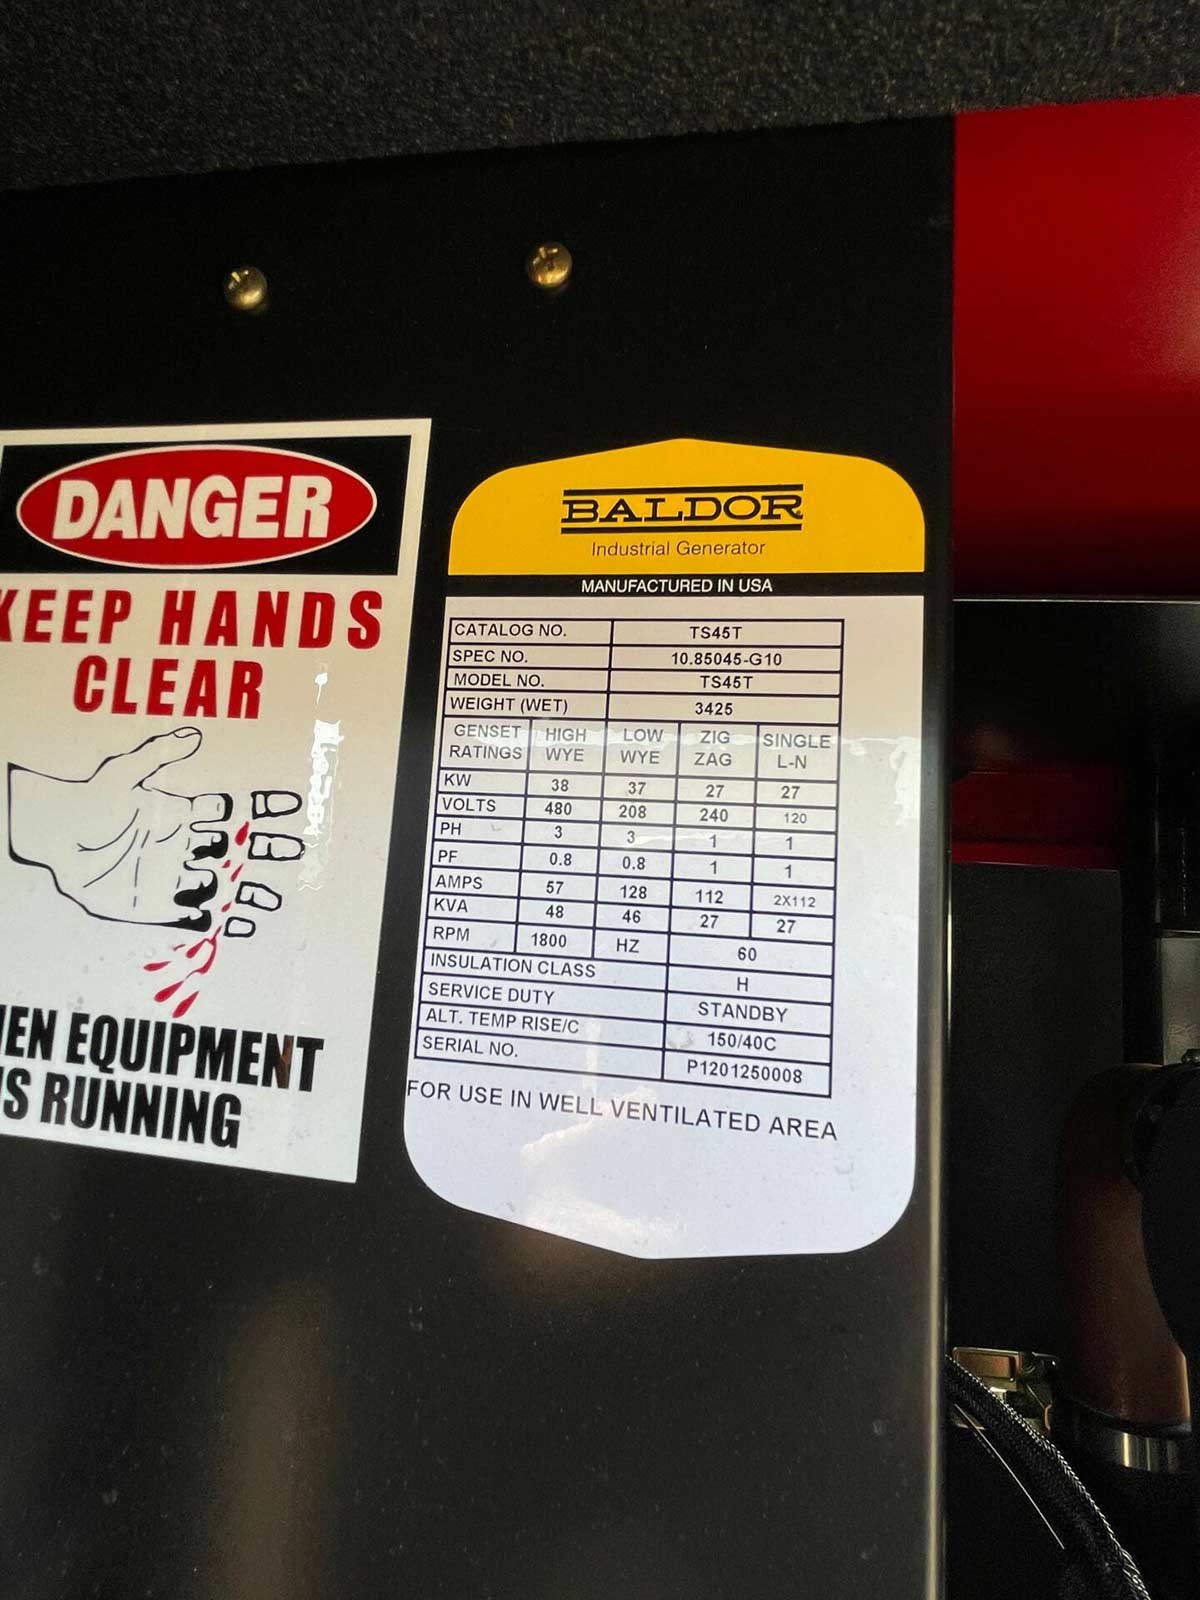 DANGER
KEEP HANDS
CLEAR
EN EQUIPMENT
IS RUNNING
BALDOR
Industrial Generator
MANUFACTURED IN USA
CATALOG NO. TS45T
SPEC NO. 10.85045-G10
MODEL NO. TS45T
WEIGHT (WET) 3425
GENSET RATINGS HIGH WYE LOW WYE ZIG ZAG SINGLE L-N
KW 38 37 27 27
VOLTS 480 208 240 120
PH 3 3 1 1
PF 0.8 0.8 1 1
AMPS 57 128 112 2X112
KVA 48 46 27 27
RPM 1800 HZ 60
INSULATION CLASS H
SERVICE DUTY STANDBY
ALT. TEMP RISE/C 150/40C
SERIAL NO. P1201250008
FOR USE IN WELL VENTILATED AREA